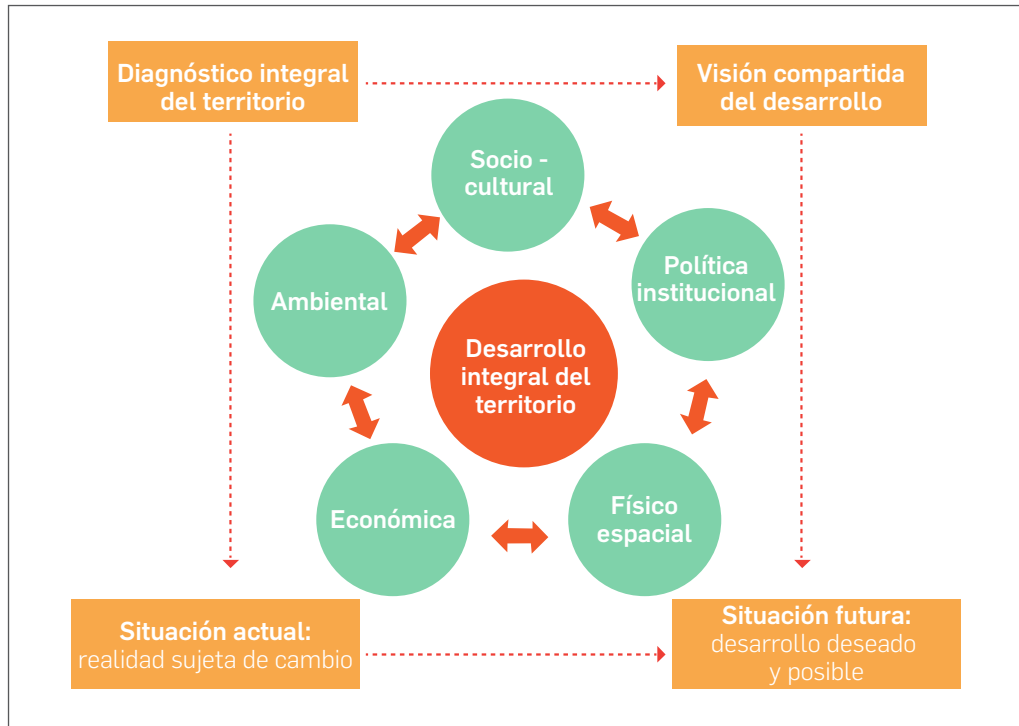 Diagnóstico integral
del territorio
Visión compartida
del desarrollo
Socio -
cultural
Política
institucional
Ambiental
Desarrollo
integral del
territorio
Económica
Físico
espacial
Situación actual:
realidad sujeta de cambio
Situación futura:
desarrollo deseado
y posible